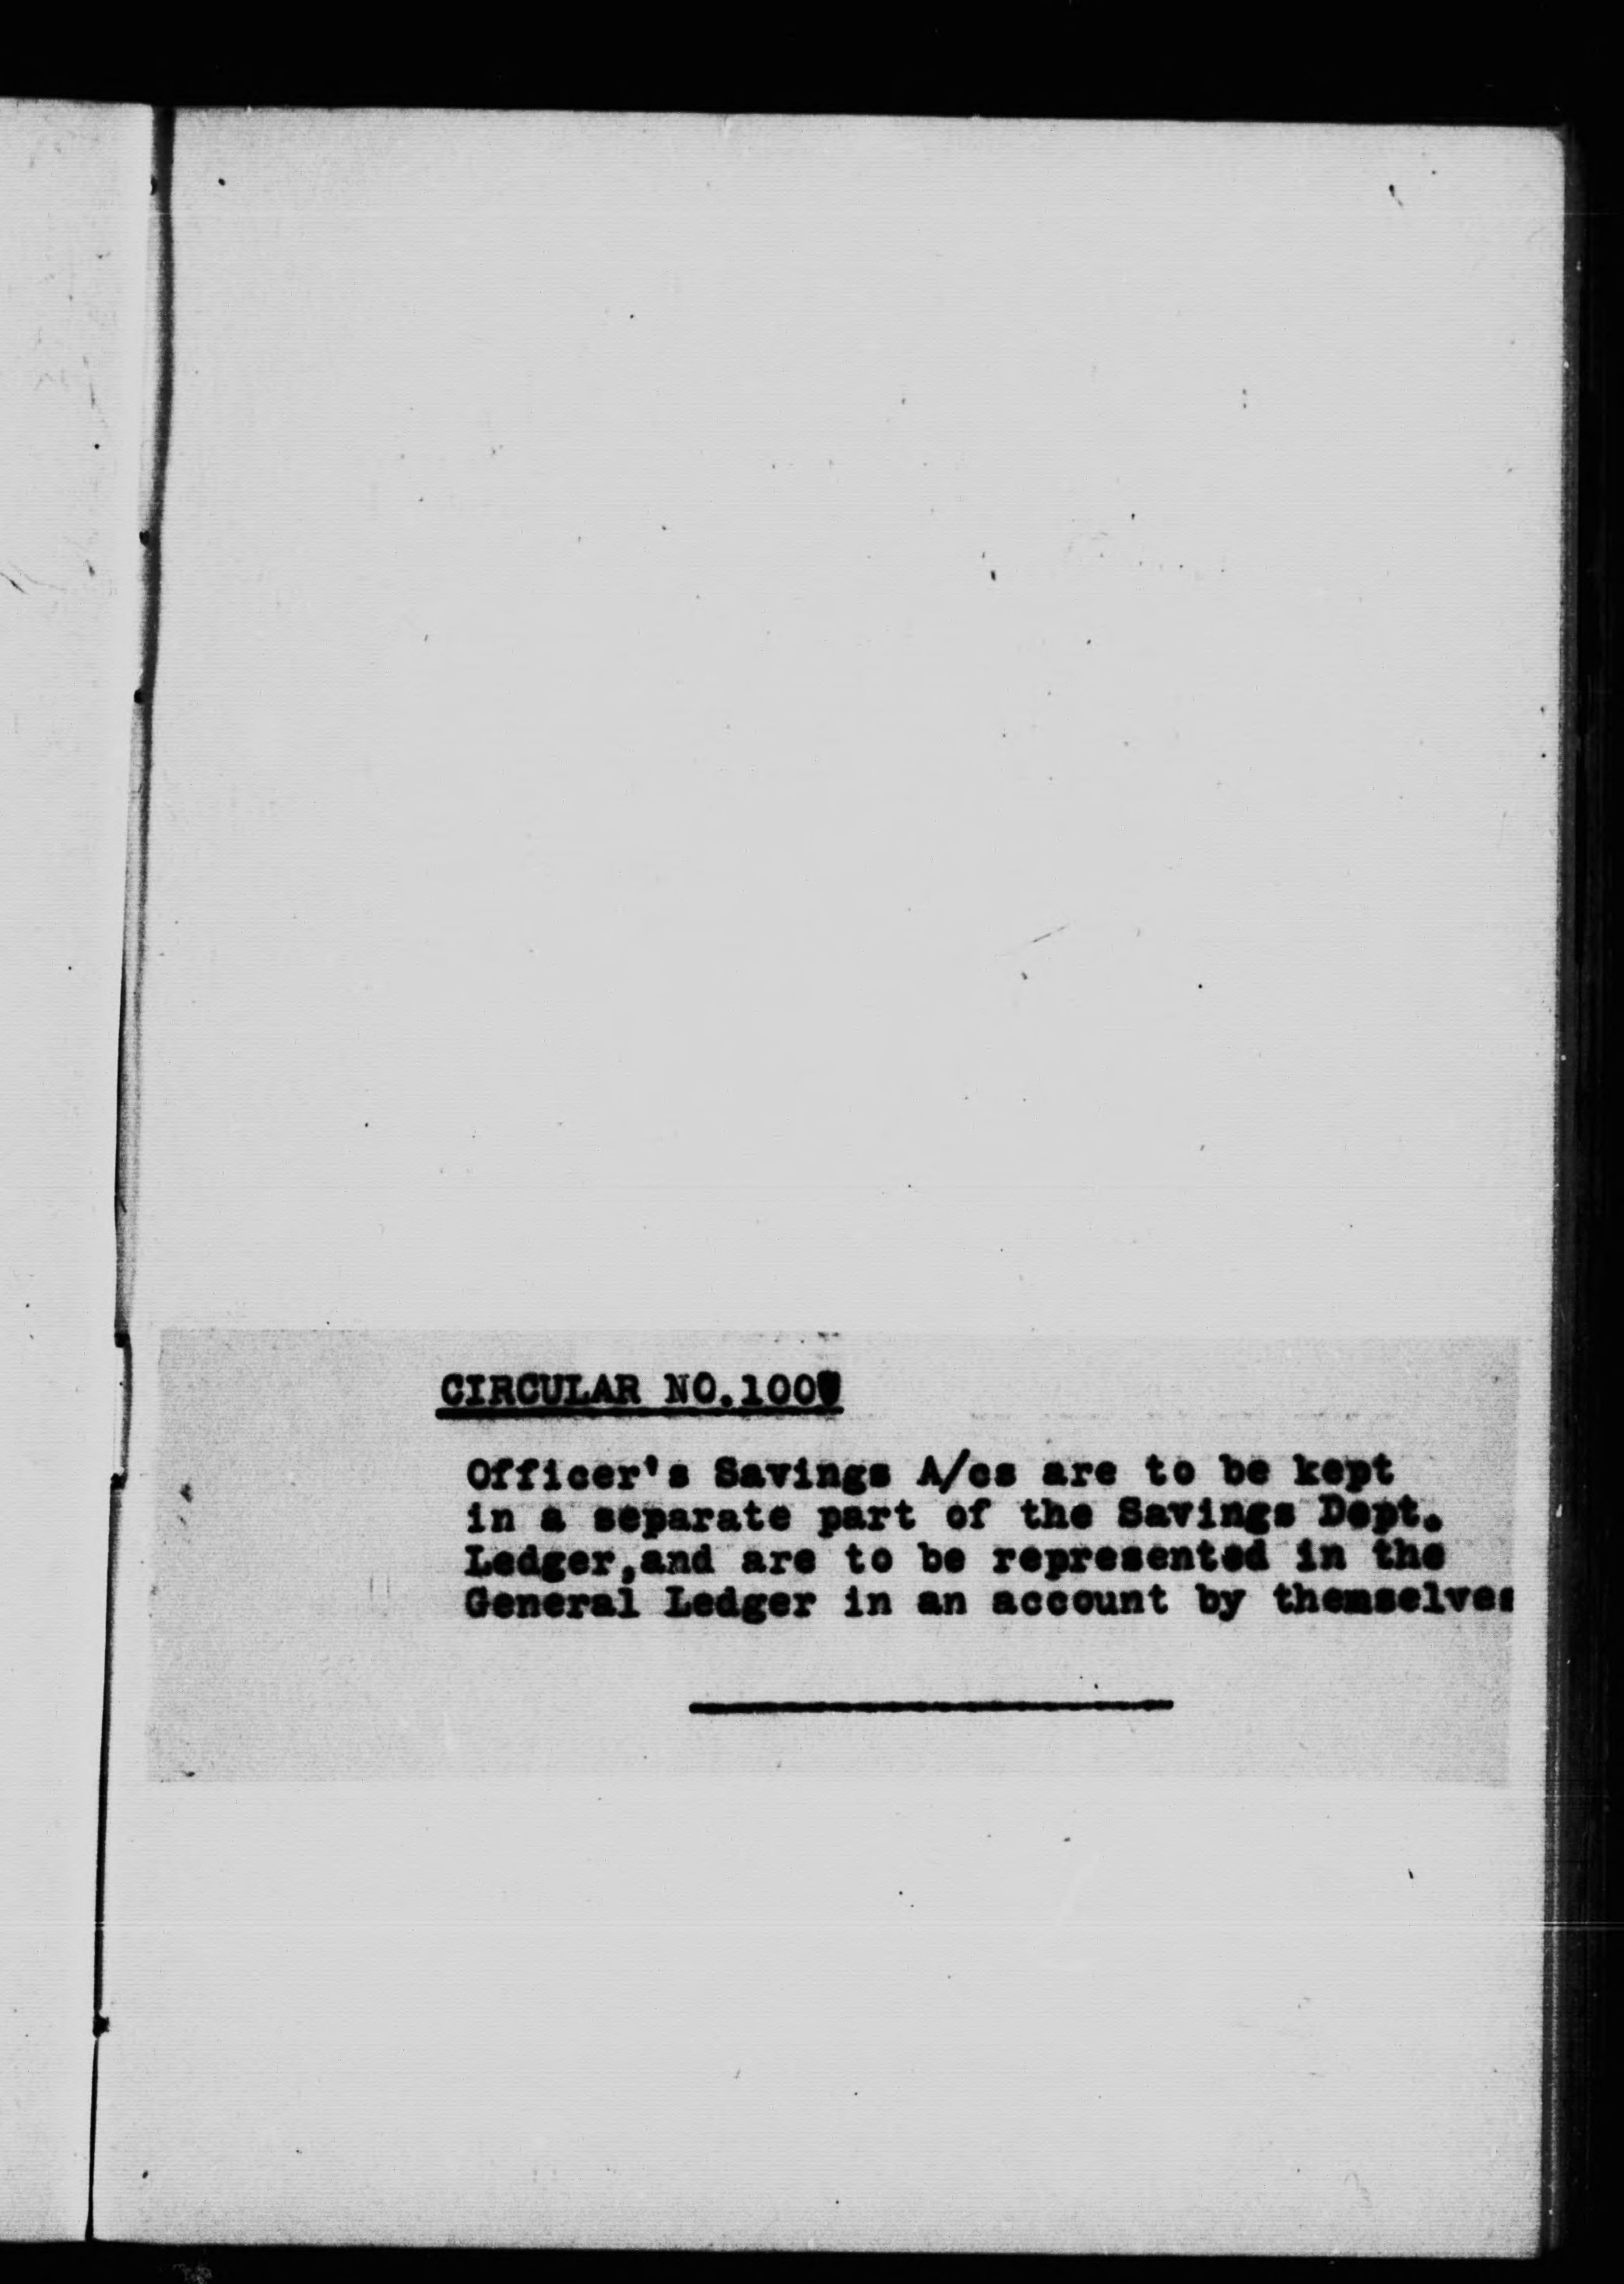 CIRCULAR NO.100
Officer's Savings A/cs are to be kept
in a separate part of the Savings Dept.
Ledger,and are to be represented in the
General Ledger in an account by themselves